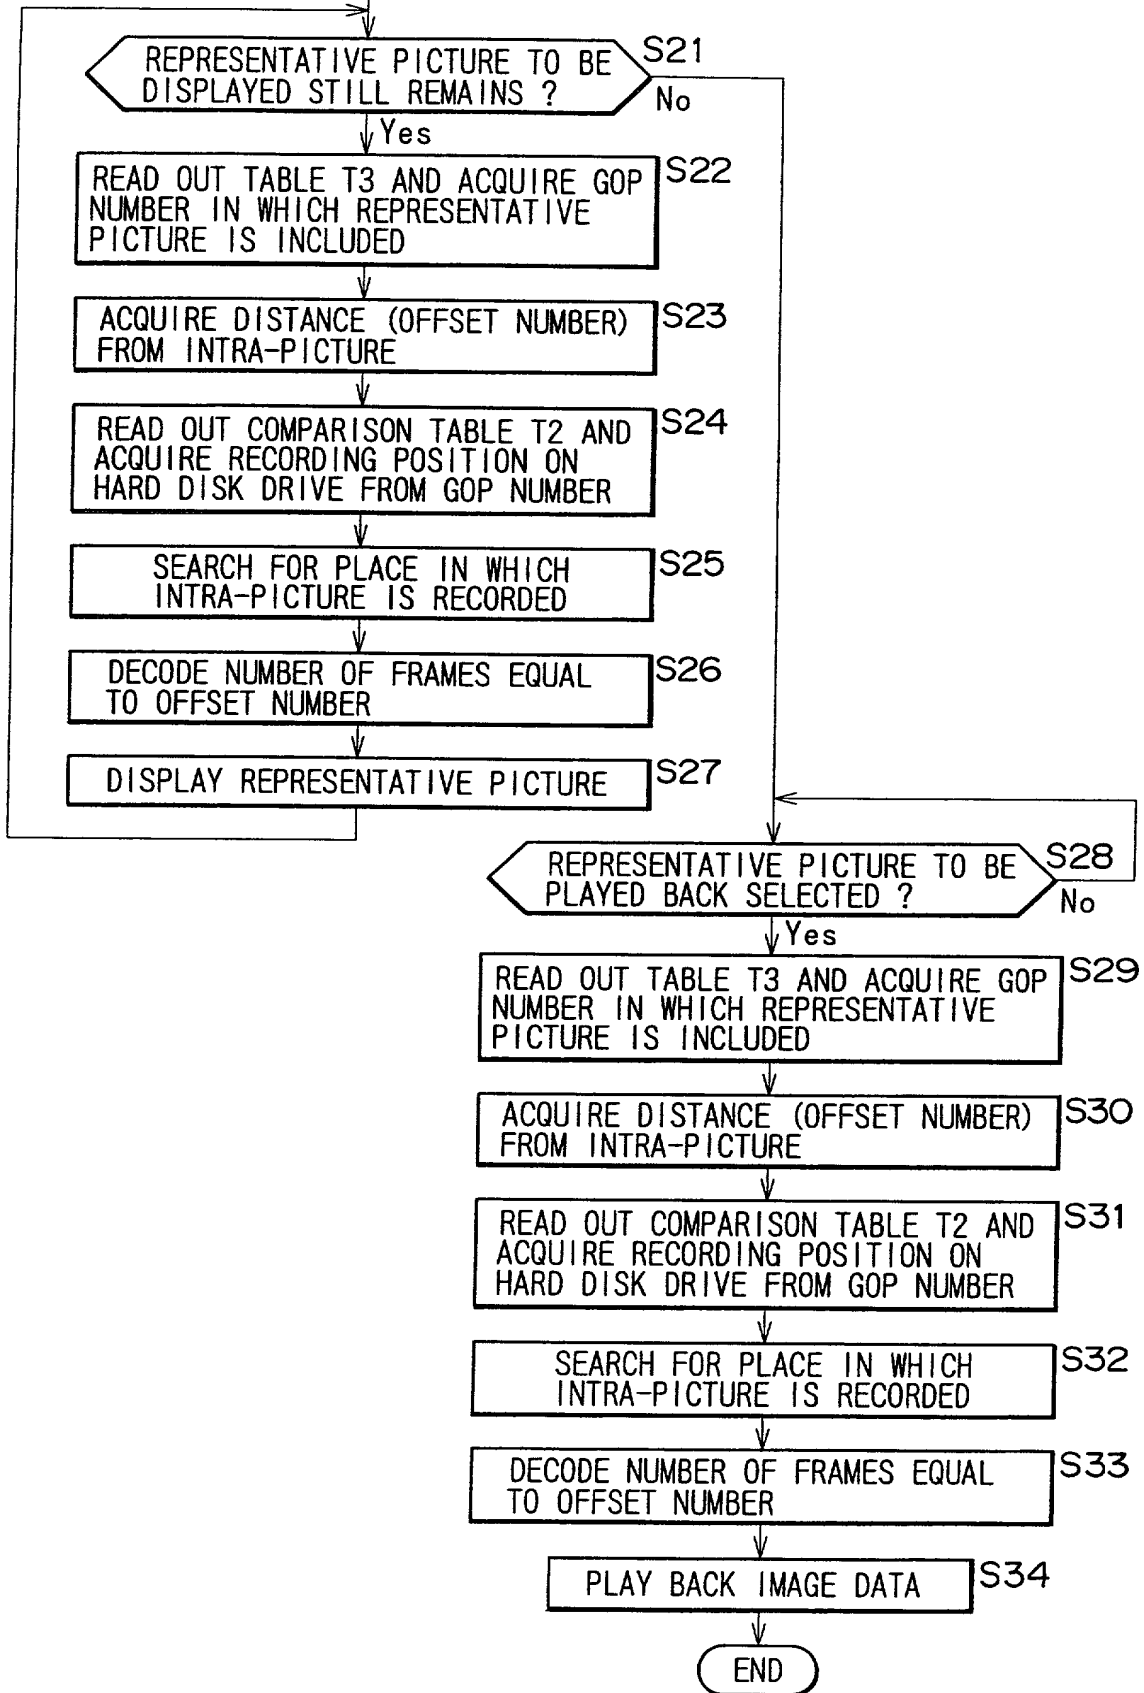 REPRESENTATIVE PICTURE TO BE
DISPLAYED STILL REMAINS ?
S21
No
Yes
READ OUT TABLE T3 AND ACQUIRE GOP
NUMBER IN WHICH REPRESENTATIVE
PICTURE IS INCLUDED
S22
ACQUIRE DISTANCE (OFFSET NUMBER)
FROM INTRA-PICTURE
S23
READ OUT COMPARISON TABLE T2 AND
ACQUIRE RECORDING POSITION ON
HARD DISK DRIVE FROM GOP NUMBER
S24
SEARCH FOR PLACE IN WHICH
INTRA-PICTURE IS RECORDED
S25
DECODE NUMBER OF FRAMES EQUAL
TO OFFSET NUMBER
S26
DISPLAY REPRESENTATIVE PICTURE
S27
REPRESENTATIVE PICTURE TO BE
PLAYED BACK SELECTED ?
S28
No
Yes
READ OUT TABLE T3 AND ACQUIRE GOP
NUMBER IN WHICH REPRESENTATIVE
PICTURE IS INCLUDED
S29
ACQUIRE DISTANCE (OFFSET NUMBER)
FROM INTRA-PICTURE
S30
READ OUT COMPARISON TABLE T2 AND
ACQUIRE RECORDING POSITION ON
HARD DISK DRIVE FROM GOP NUMBER
S31
SEARCH FOR PLACE IN WHICH
INTRA-PICTURE IS RECORDED
S32
DECODE NUMBER OF FRAMES EQUAL
TO OFFSET NUMBER
S33
PLAY BACK IMAGE DATA
S34
END